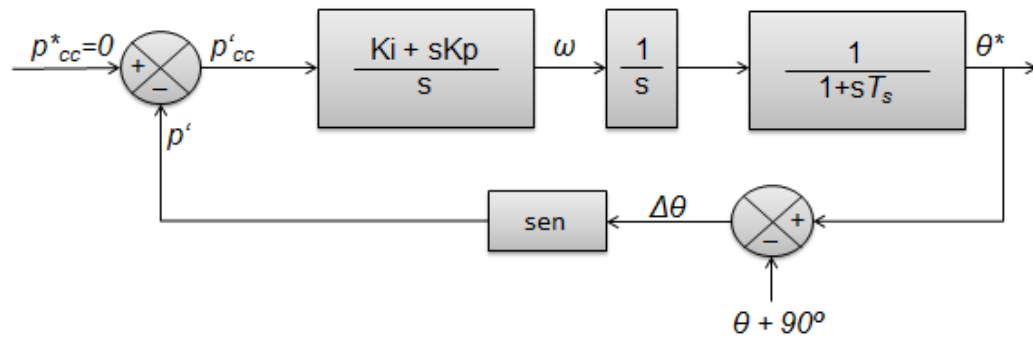 p*cc=0
+
−
p‘cc
Ki + sKp
s
ω
1
s
1
1+sTs
θ*
p‘
sen
Δθ
+
−
θ + 90º